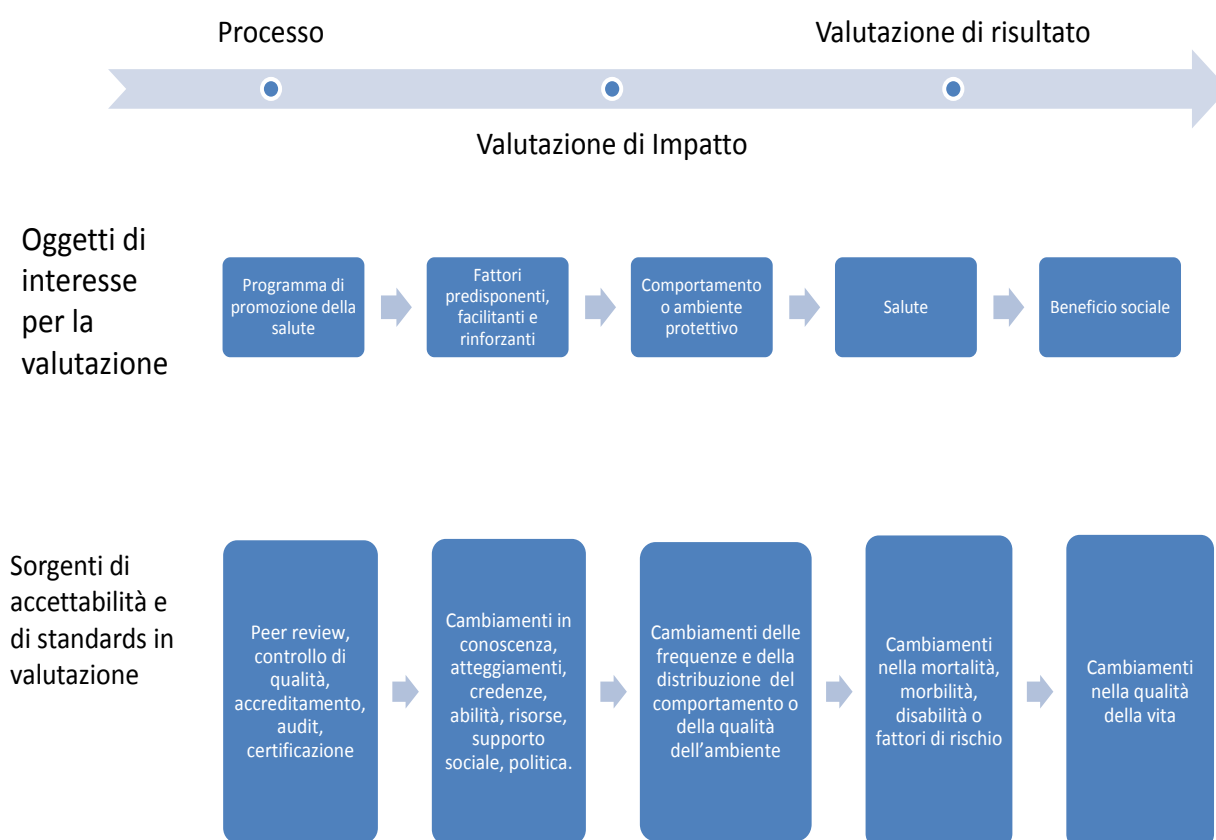 Processo
Valutazione di risultato
Valutazione di Impatto
Oggetti di
interesse
per la
valutazione
Programma di
promozione della
salute
Fattori
predisponenti,
facilitanti e
rinforzanti
Comportamento
o ambiente
protettivo
Salute
Beneficio sociale
Sorgenti di
accettabilità e
di standards in
valutazione
Peer review,
controllo di
qualità,
accreditamento,
audit,
certificazione
Cambiamenti in
conoscenza,
atteggiamenti,
credenze,
abilità, risorse,
supporto
sociale, politica.
Cambiamenti delle
frequenze e della
distribuzione del
comportamento o
della qualità
dell’ambiente
Cambiamenti
nella mortalità,
morbilità,
disabilità o
fattori di rischio
Cambiamenti
nella qualità
della vita